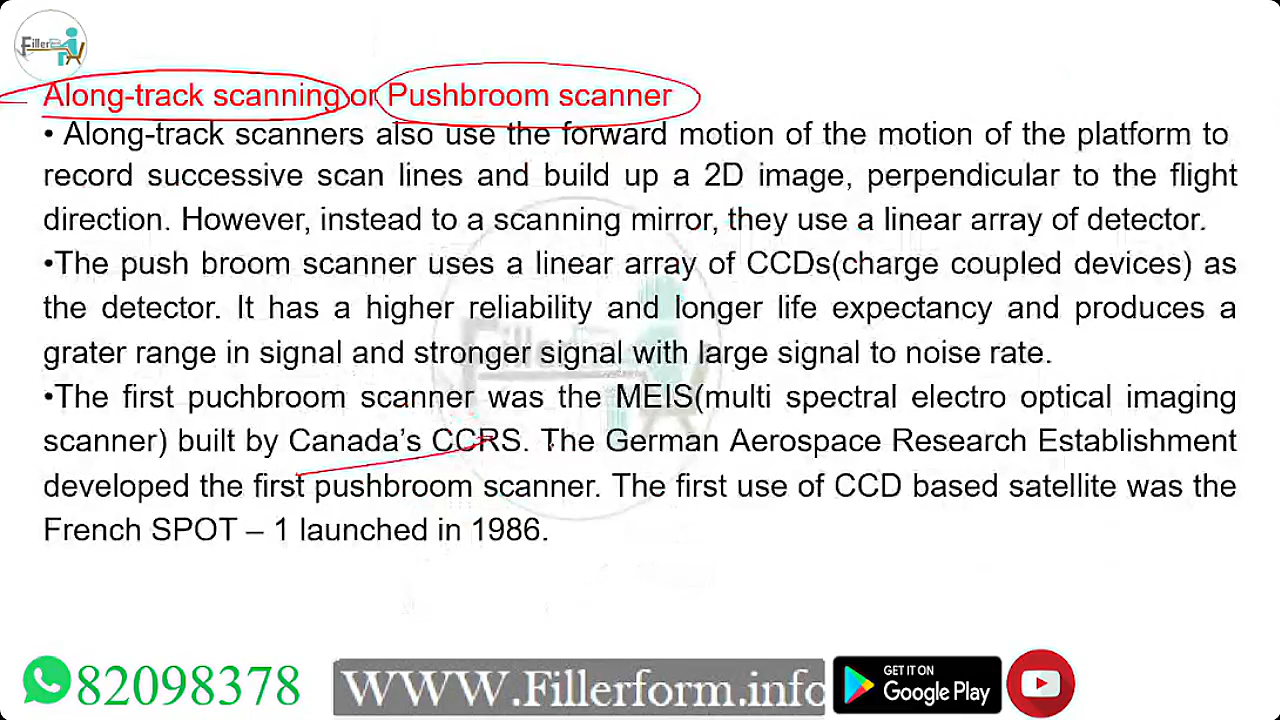 Filler
Along-track scanning or Pushbroom scanner
• Along-track scanners also use the forward motion of the motion of the platform to
record successive scan lines and build up a 2D image, perpendicular to the flight
direction. However, instead to a scanning mirror, they use a linear array of detector.
•The push broom scanner uses a linear array of CCDs(charge coupled devices) as
the detector. It has a higher reliability and longer life expectancy and produces a
grater range in signal and stronger signal with large signal to noise rate.
•The first puchbroom scanner was the MEIS(multi spectral electro optical imaging
scanner) built by Canada's CCRS. The German Aerospace Research Establishment
developed the first pushbroom scanner. The first use of CCD based satellite was the
French SPOT – 1 launched in 1986.
82098378
WWW.Fillerform.info
GET IT ON
Google Play